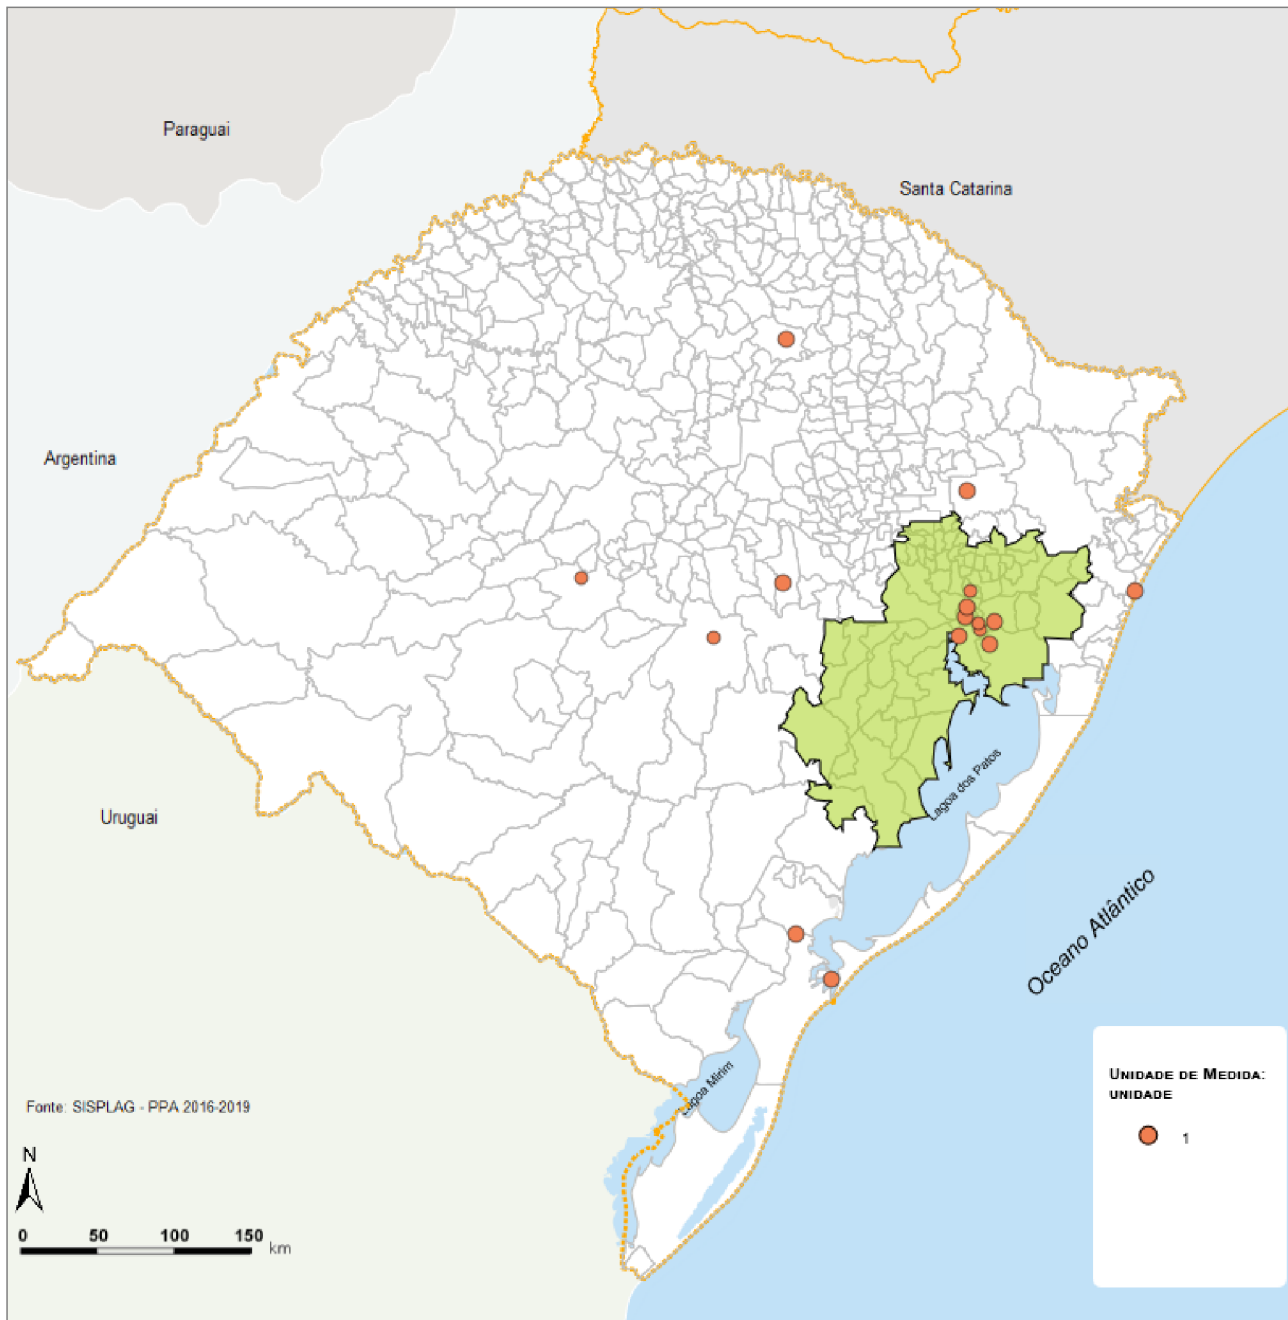 Paraguai
Santa Catarina
Argentina
Uruguai
Lagoa dos Patos
Oceano Atlântico
Lagoa Mirim
Fonte: SISPLAG - PPA 2016-2019
N
0 50 100 150
km
UNIDADE DE MEDIDA:
UNIDADE
1